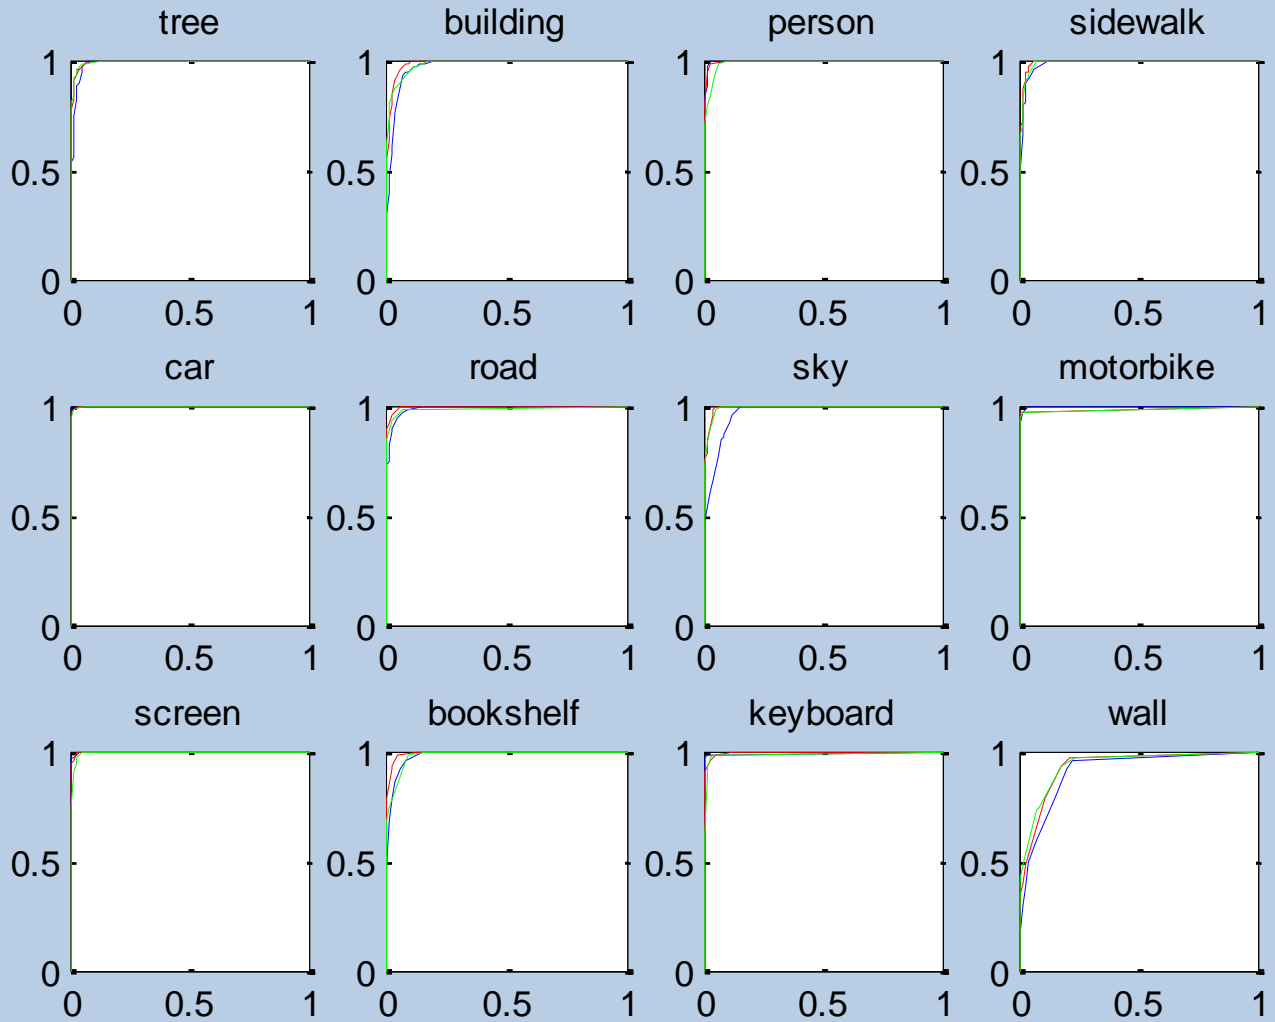 tree building person sidewalk
1 1 1 1
0.5 0.5 0.5 0.5
0 0 0 0
0 0.5 1 0 0.5 1 0 0.5 1 0 0.5 1
car road sky motorbike
1 1 1 1
0.5 0.5 0.5 0.5
0 0 0 0
0 0.5 1 0 0.5 1 0 0.5 1 0 0.5 1
screen bookshelf keyboard wall
1 1 1 1
0.5 0.5 0.5 0.5
0 0 0 0
0 0.5 1 0 0.5 1 0 0.5 1 0 0.5 1